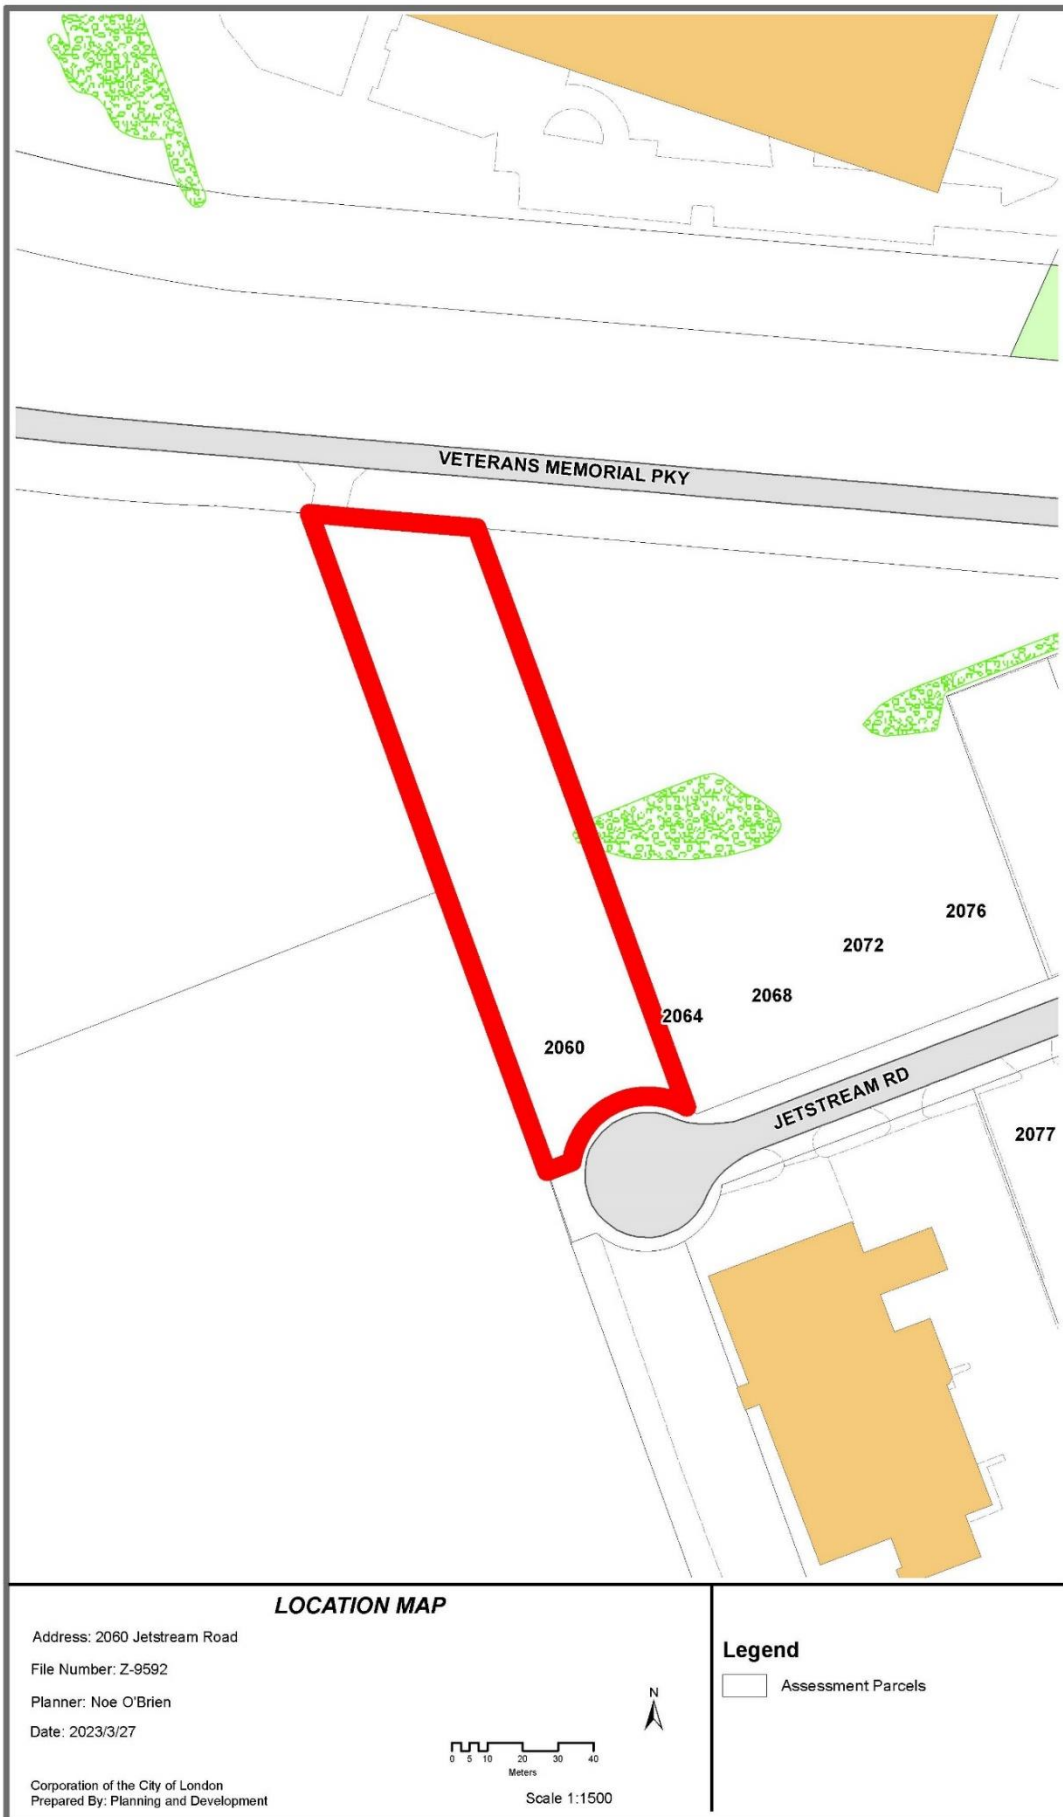 VETERANS MEMORIAL PKY
2076
2072
2068
2064
2060
JETSTREAM RD
2077
LOCATION MAP
Address: 2060 Jetstream Road
File Number: Z-9592
Planner: Noe O'Brien
Date: 2023/3/27
Corporation of the City of London
Prepared By: Planning and Development
N
0 5 10 20 30 40
Meters
Scale 1:1500
Legend
Assessment Parcels